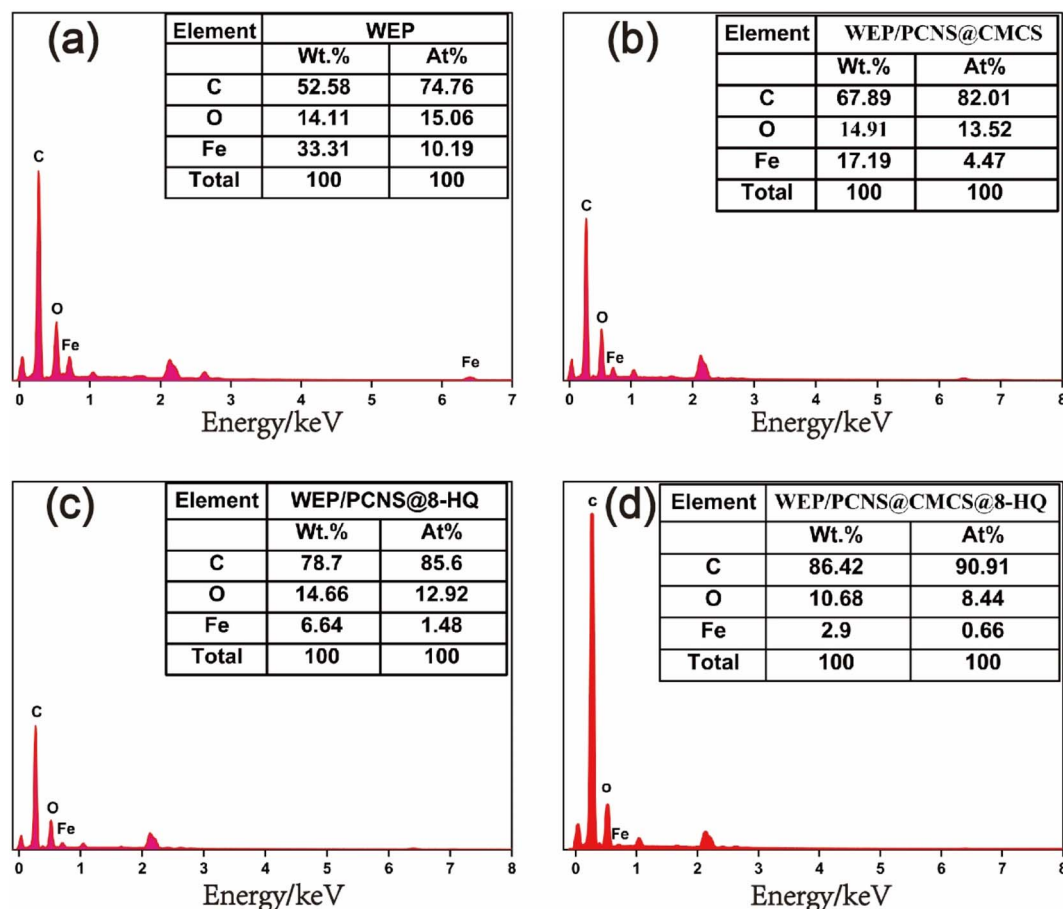 (a)
Element WEP
Wt.% At%
C 52.58 74.76
O 14.11 15.06
Fe 33.31 10.19
Total 100 100
C
O
Fe
Fe
0 1 2 3 4 5 6 7
Energy/keV
(b)
Element WEP/PCNS@CMCS
Wt.% At%
C 67.89 82.01
O 14.91 13.52
Fe 17.19 4.47
Total 100 100
C
O
Fe
0 1 2 3 4 5 6 7 8
Energy/keV
(c)
Element WEP/PCNS@8-HQ
Wt.% At%
C 78.7 85.6
O 14.66 12.92
Fe 6.64 1.48
Total 100 100
C
O
Fe
0 1 2 3 4 5 6 7 8
Energy/keV
(d)
Element WEP/PCNS@CMCS@8-HQ
Wt.% At%
C 86.42 90.91
O 10.68 8.44
Fe 2.9 0.66
Total 100 100
C
O
Fe
0 1 2 3 4 5 6 7 8
Energy/keV